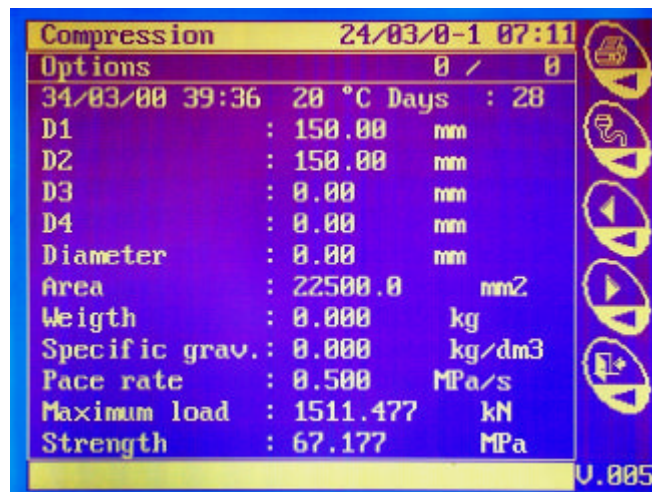 Compression 24/03/0-1 07:11
Options 0 / 0
34/03/00 39:36 20 °C Days : 28
D1 : 150.00 mm
D2 : 150.00 mm
D3 : 0.00 mm
D4 : 0.00 mm
Diameter : 0.00 mm
Area : 22500.0 mm2
Weigth : 0.000 kg
Specific grav.: 0.000 kg/dm3
Pace rate : 0.500 MPa/s
Maximum load : 1511.477 kN
Strength : 67.177 MPa
V.005